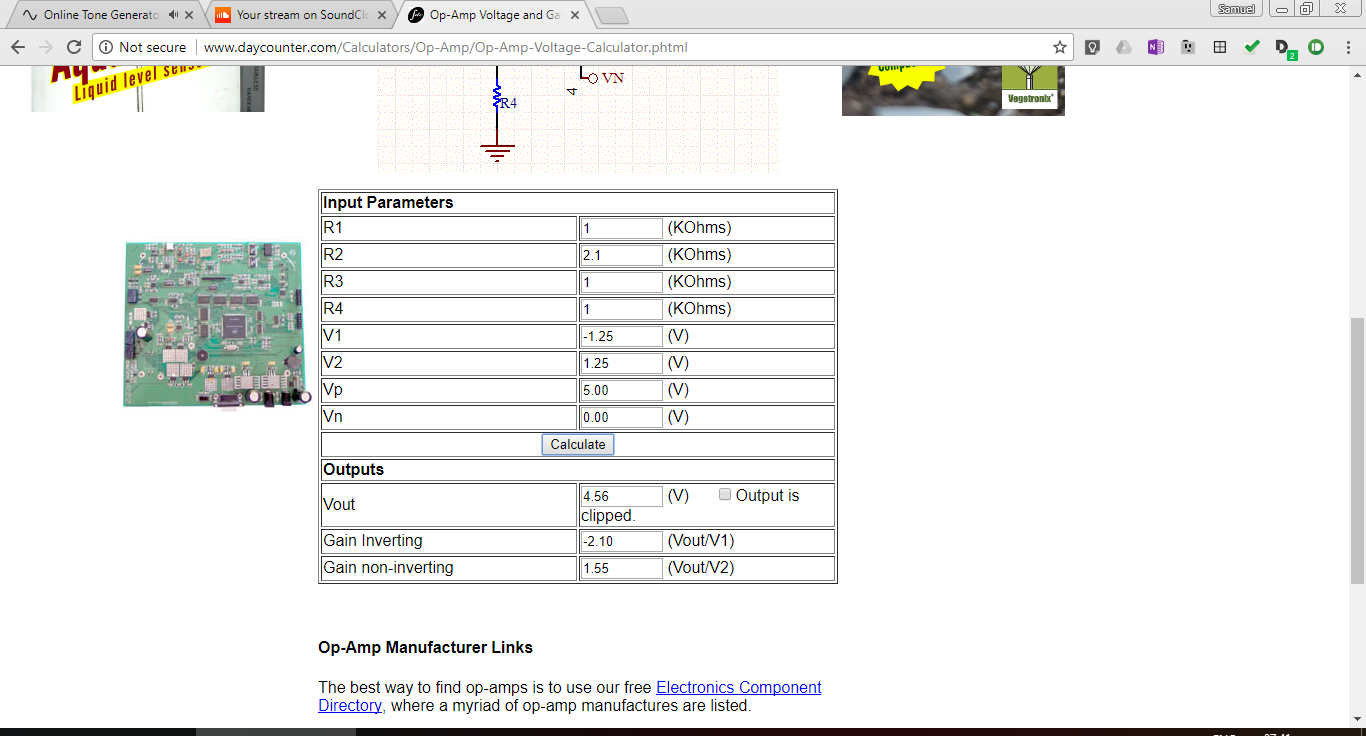 Online Tone Generato
Your stream on SoundClo
Op-Amp Voltage and Ga
Samuel
Not secure
www.daycounter.com/Calculators/Op-Amp/Op-Amp-Voltage-Calculator.phtml
2
Liquid level sens
VN
4
R4
Vegetronix
Input Parameters
R1 1 (KOhms)
R2 2.1 (KOhms)
R3 1 (KOhms)
R4 1 (KOhms)
V1 -1.25 (V)
V2 1.25 (V)
Vp 5.00 (V)
Vn 0.00 (V)
Calculate
Outputs
Vout 4.56 (V) Output is
clipped.
Gain Inverting -2.10 (Vout/V1)
Gain non-inverting 1.55 (Vout/V2)
Op-Amp Manufacturer Links
The best way to find op-amps is to use our free Electronics Component
Directory, where a myriad of op-amp manufactures are listed.